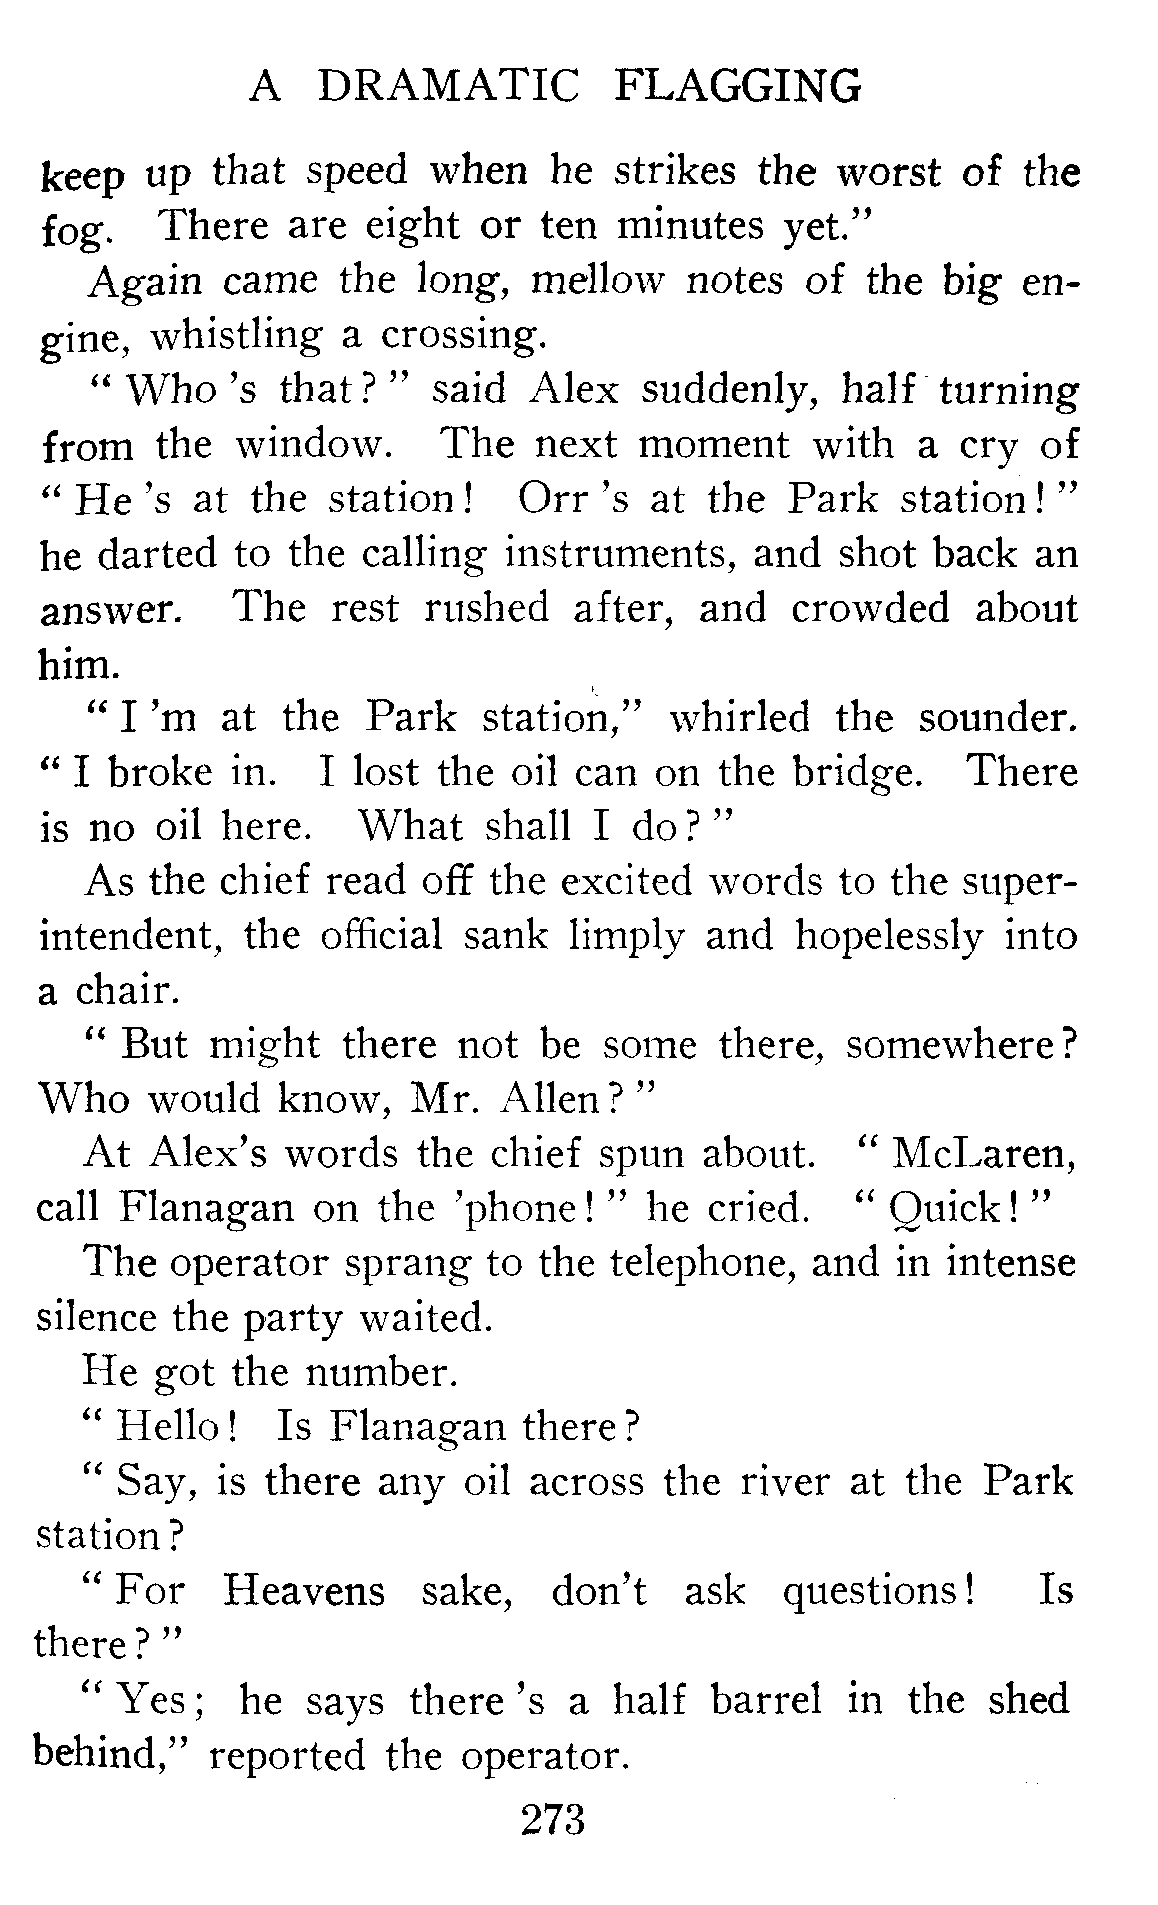 A DRAMATIC FLAGGING
keep up that speed when he strikes the worst of the
fog. There are eight or ten minutes yet."
Again came the long, mellow notes of the big en-
gine, whistling a crossing.
" Who 's that? " said Alex suddenly, half turning
from the window. The next moment with a cry of
" He 's at the station! Orr 's at the Park station! "
he darted to the calling instruments, and shot back an
answer. The rest rushed after, and crowded about
him.
" I 'm at the Park station," whirled the sounder.
" I broke in. I lost the oil can on the bridge. There
is no oil here. What shall I do? "
As the chief read off the excited words to the super-
intendent, the official sank limply and hopelessly into
a chair.
" But might there not be some there, somewhere?
Who would know, Mr. Allen? "
At Alex's words the chief spun about. " McLaren,
call Flanagan on the 'phone! " he cried. " Quick! "
The operator sprang to the telephone, and in intense
silence the party waited.
He got the number.
" Hello! Is Flanagan there?
" Say, is there any oil across the river at the Park
station?
" For Heavens sake, don't ask questions! Is
there? "
" Yes; he says there 's a half barrel in the shed
behind," reported the operator.
273